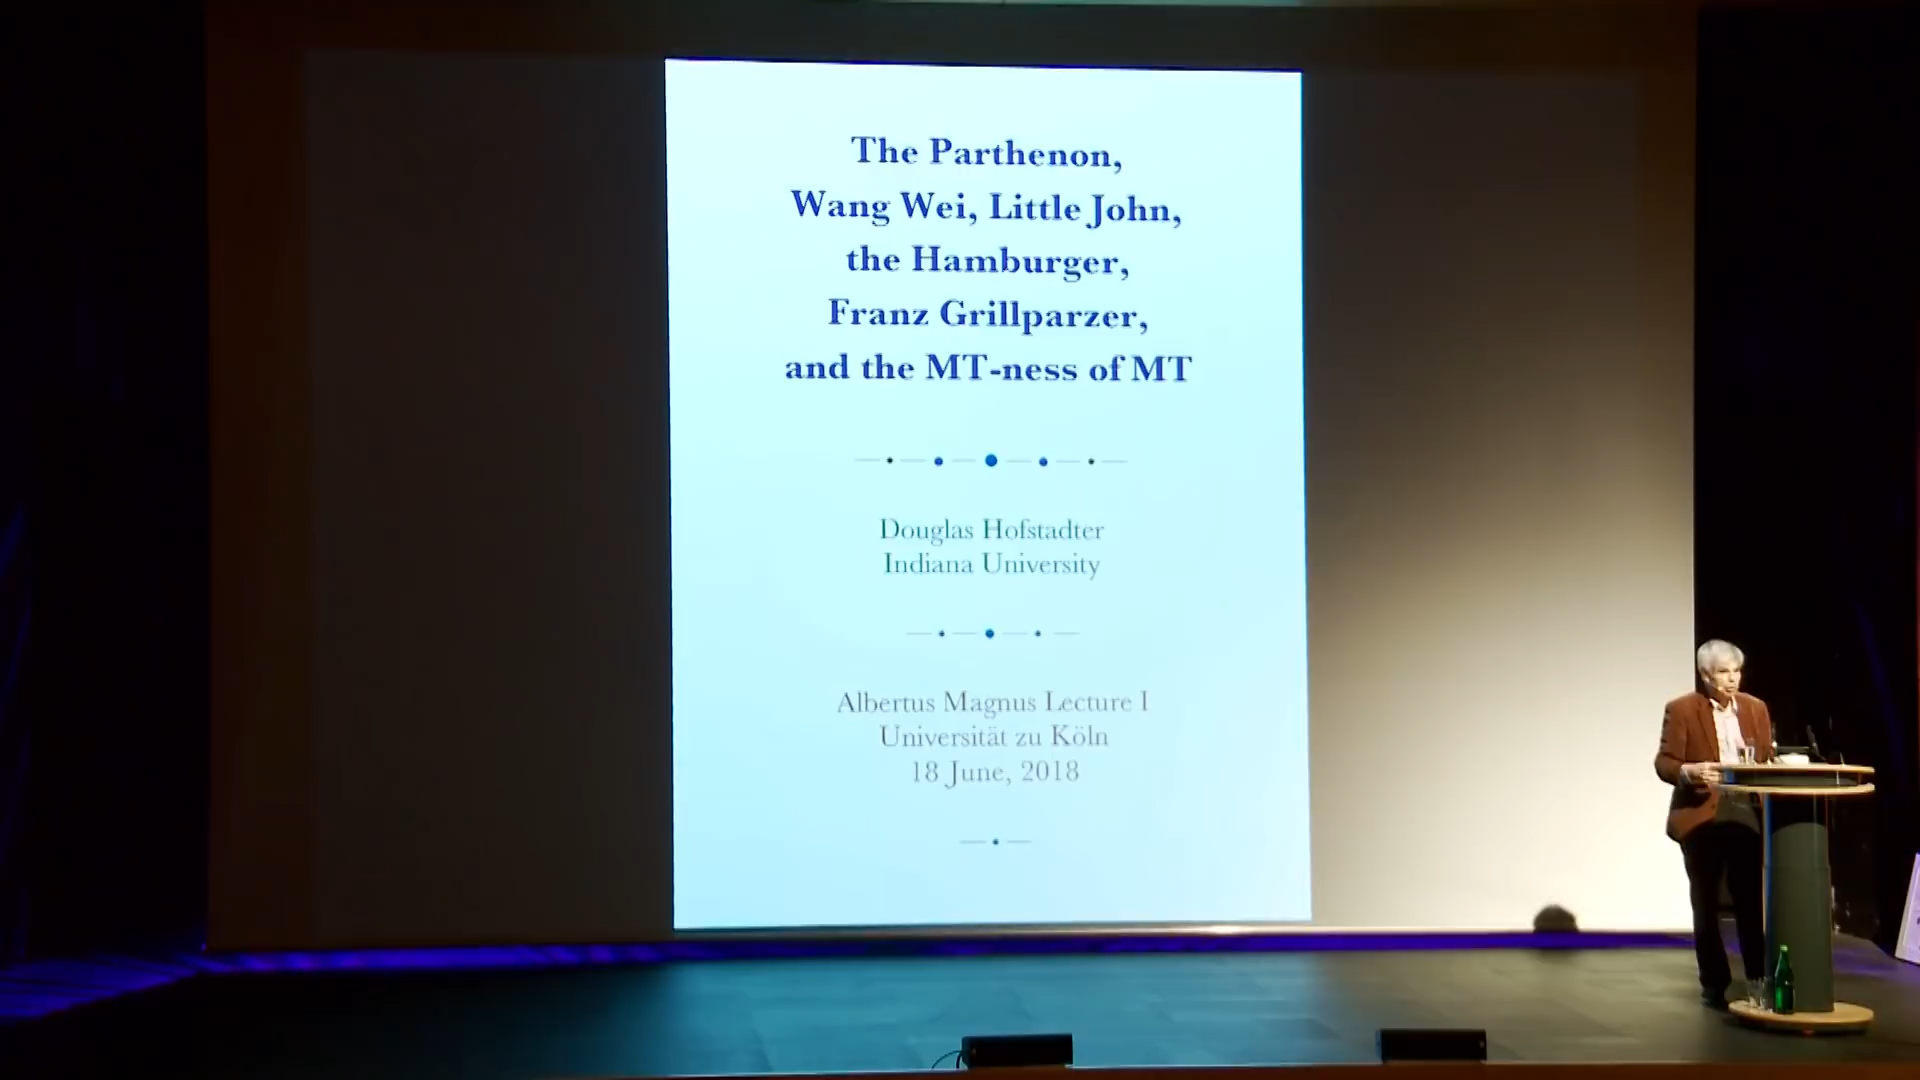 The Parthenon,
Wang Wei, Little John,
the Hamburger,
Franz Grillparzer,
and the MT-ness of MT
Douglas Hofstadter
Indiana University
Albertus Magnus Lecture I
Universität zu Köln
18 June, 2018